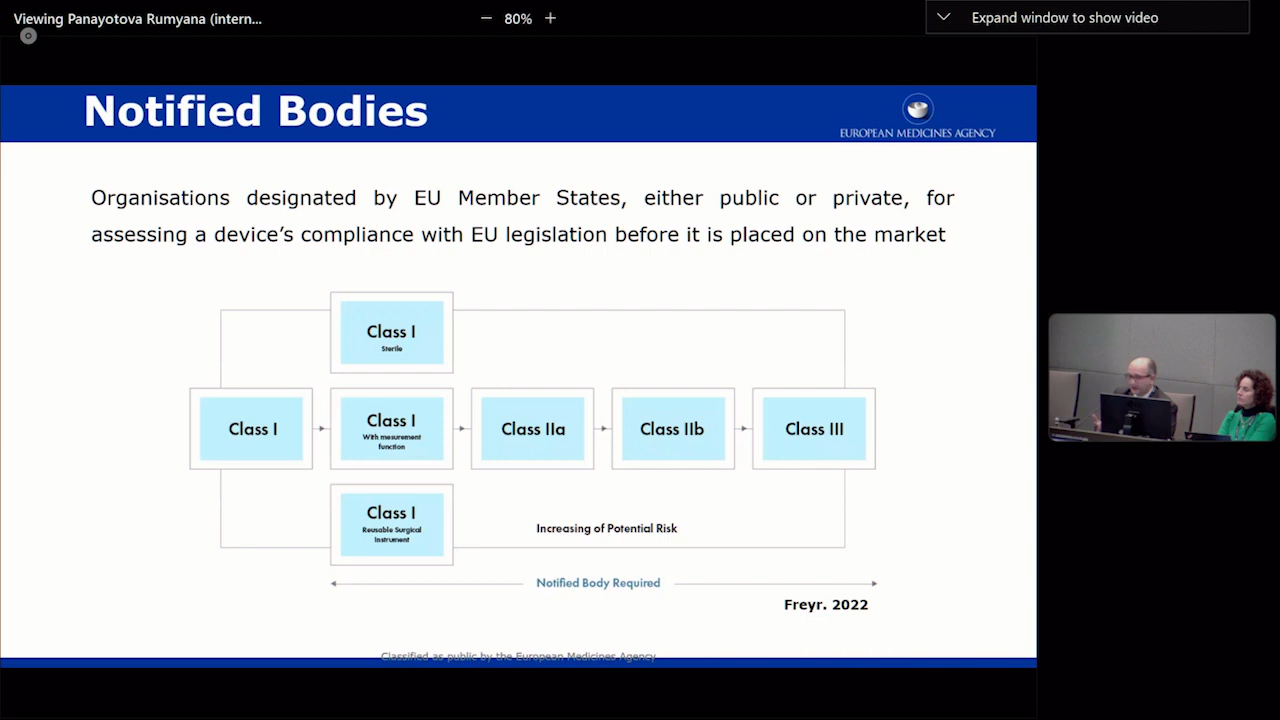 Viewing Panayotova Rumyana (intern...
80%
Expand window to show video
Notified Bodies
EUROPEAN MEDICINES AGENCY
Organisations designated by EU Member States, either public or private, for
assessing a device’s compliance with EU legislation before it is placed on the market
Class I
Sterile
Class I
Class I
With mesurement
function
Class IIa
Class IIb
Class III
Class I
Reusable Surgical
Instrument
Increasing of Potential Risk
Notified Body Required
Freyr. 2022
Classified as public by the European Medicines Agency